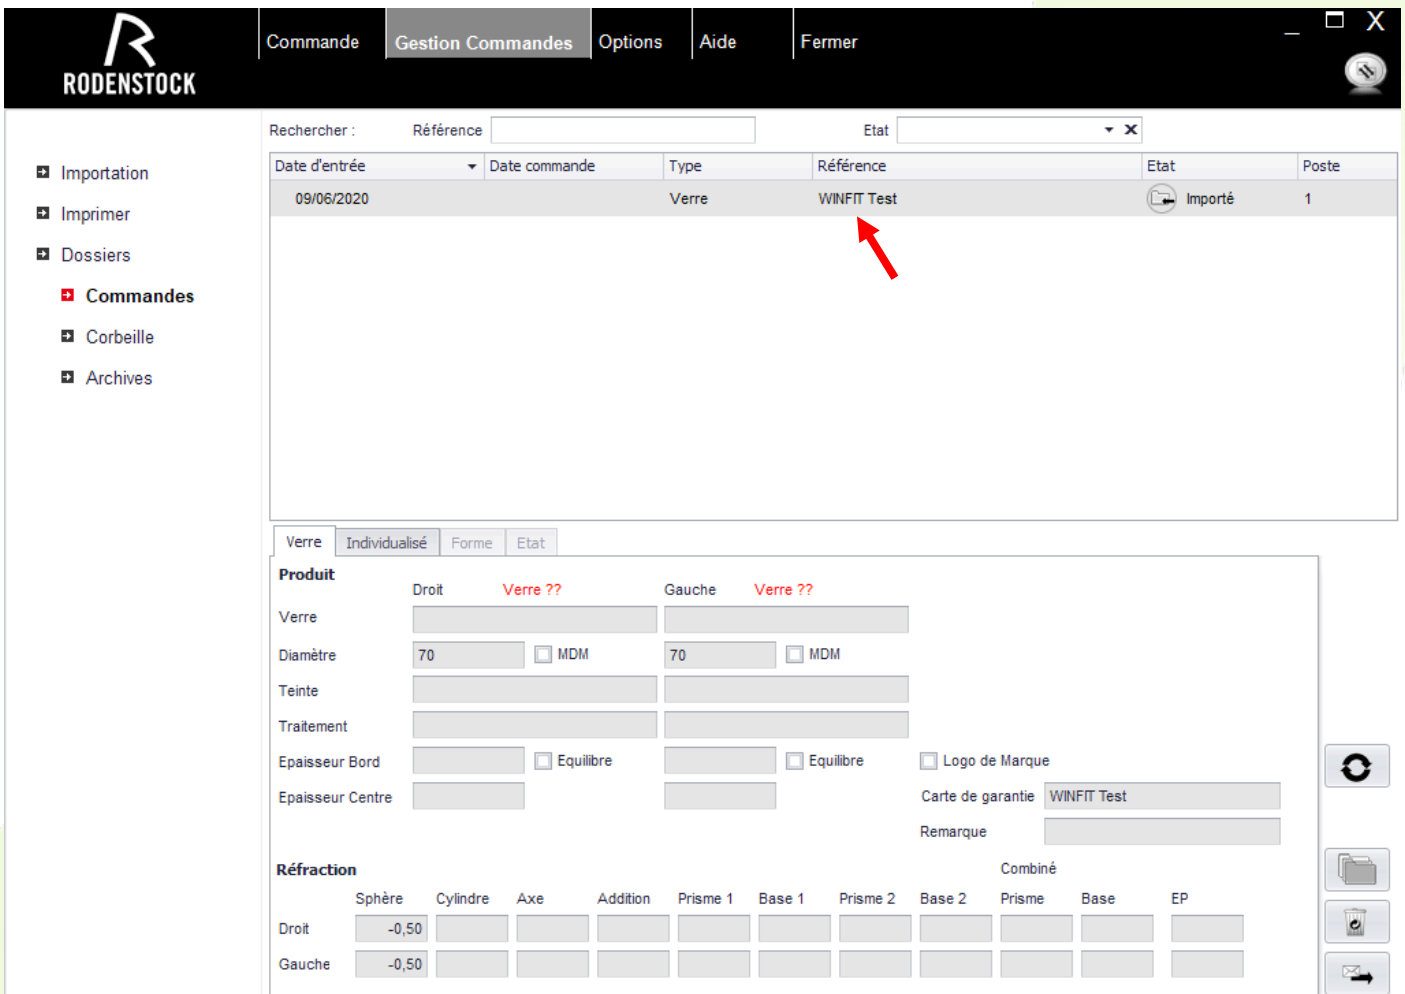 RODENSTOCK
Commande Gestion Commandes Options Aide Fermer
Importation
Imprimer
Dossiers
Commandes
Corbeille
Archives
Rechercher : Référence Etat
Date d'entrée Date commande Type Référence Etat Poste
09/06/2020 Verre WINFIT Test Importé 1
Verre Individualisé Forme Etat
Produit
Droit Verre ?? Gauche Verre ??
Verre
Diamètre 70 MDM 70 MDM
Teinte
Traitement
Epaisseur Bord Equilibre Equilibre Logo de Marque
Epaisseur Centre Carte de garantie WINFIT Test
Remarque
Réfraction Combiné
Sphère Cylindre Axe Addition Prisme 1 Base 1 Prisme 2 Base 2 Prisme Base EP
Droit -0,50
Gauche -0,50